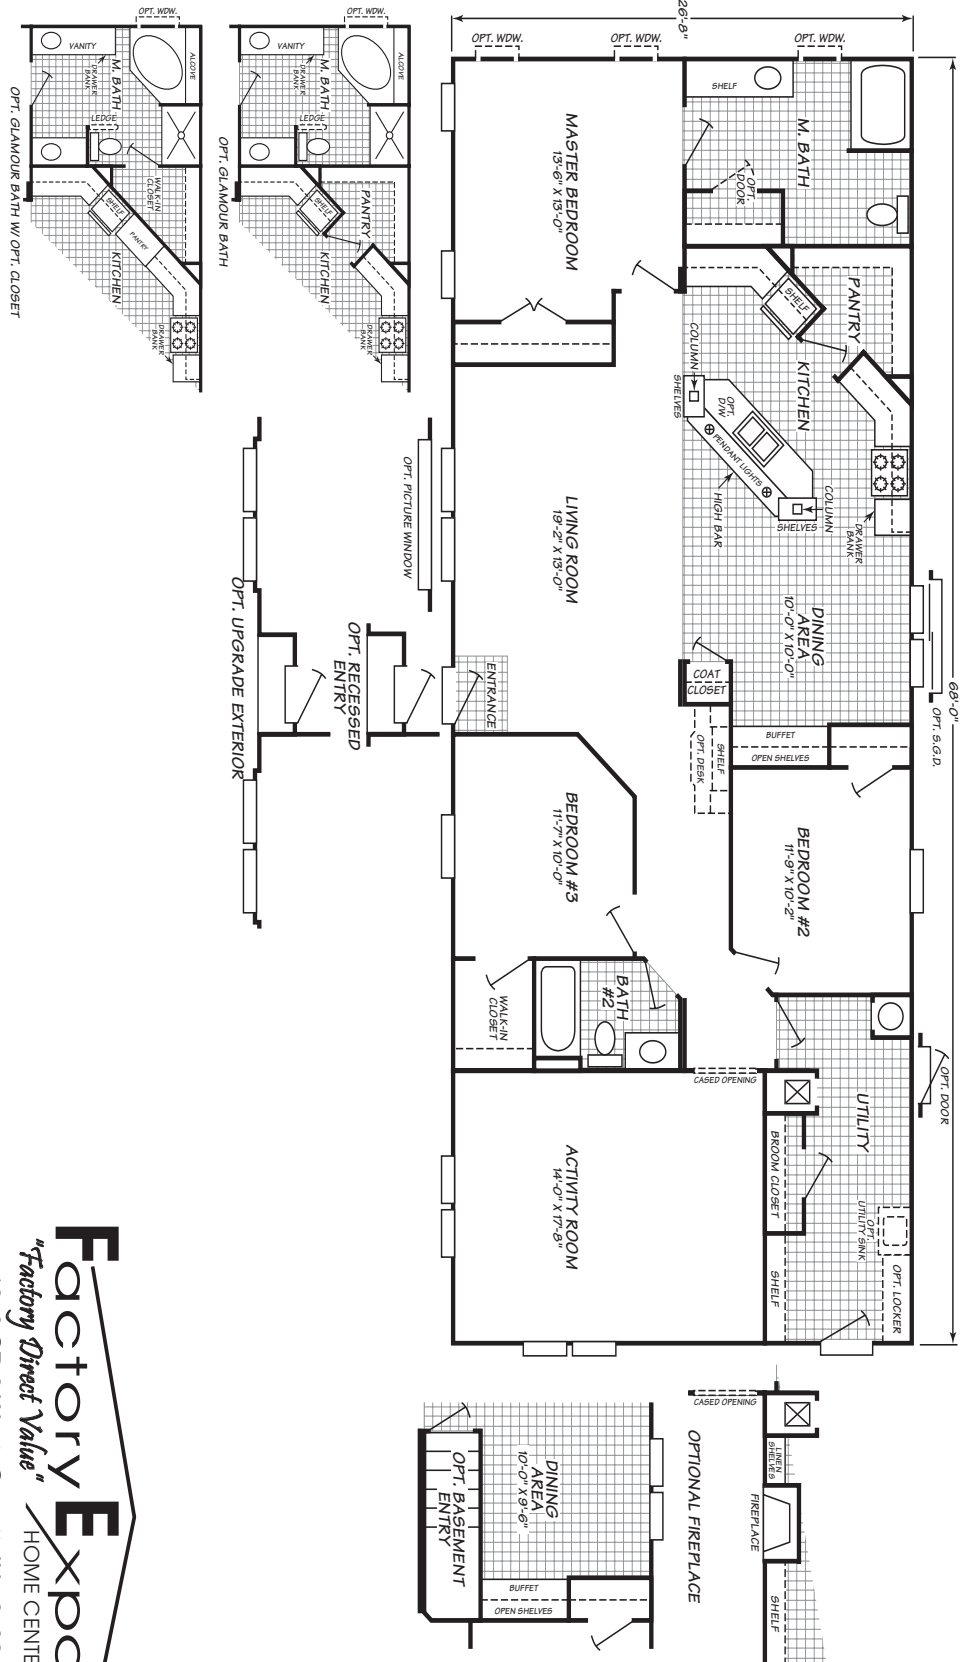 26'-8"
68'-0"
OPT. WDW.
OPT. WDW.
OPT. WDW.
MASTER BEDROOM
13'-6" X 13'-0"
SHELF
M. BATH
OPT.
DOOR
PANTRY
SHELF
KITCHEN
COLUMN
SHELVES
OPT.
D/W
PENDANT LIGHTS
HIGH BAR
COLUMN
SHELVES
DRAWER
BANK
LIVING ROOM
19'-2" X 13'-0"
DINING
AREA
10'-0" X 10'-0"
OPT. S.G.D.
ENTRANCE
COAT
CLOSET
BUFFET
OPEN SHELVES
SHELF
OPT. DESK
BEDROOM #3
11'-7" X 10'-0"
BEDROOM #2
11'-9" X 10'-2"
WALK-IN
CLOSET
BATH
#2
UTILITY
OPT. DOOR
CASED OPENING
BROOM CLOSET
OPT.
UTILITY SINK
OPT. LOCKER
SHELF
ACTIVITY ROOM
14'-0" X 17'-8"
OPT. WDW.
VANITY
ALCOVE
DRAWER
BANK
M. BATH
LEDGE
WALK-IN
CLOSET
SHELF
PANTRY
KITCHEN
DRAWER
BANK
OPT. GLAMOUR BATH W/ OPT. CLOSET
OPT. WDW.
VANITY
ALCOVE
DRAWER
BANK
M. BATH
LEDGE
PANTRY
SHELF
KITCHEN
DRAWER
BANK
OPT. GLAMOUR BATH
OPT. PICTURE WINDOW
OPT. RECESSED
ENTRY
OPT. UPGRADE EXTERIOR
CASED OPENING
LINEN
SHELVES
FIREPLACE
SHELF
OPTIONAL FIREPLACE
DINING
AREA
10'-0" X 9'-6"
OPT. BASEMENT
ENTRY
BUFFET
OPEN SHELVES
Factory Expo
"Factory Direct Value"
HOME CENTE